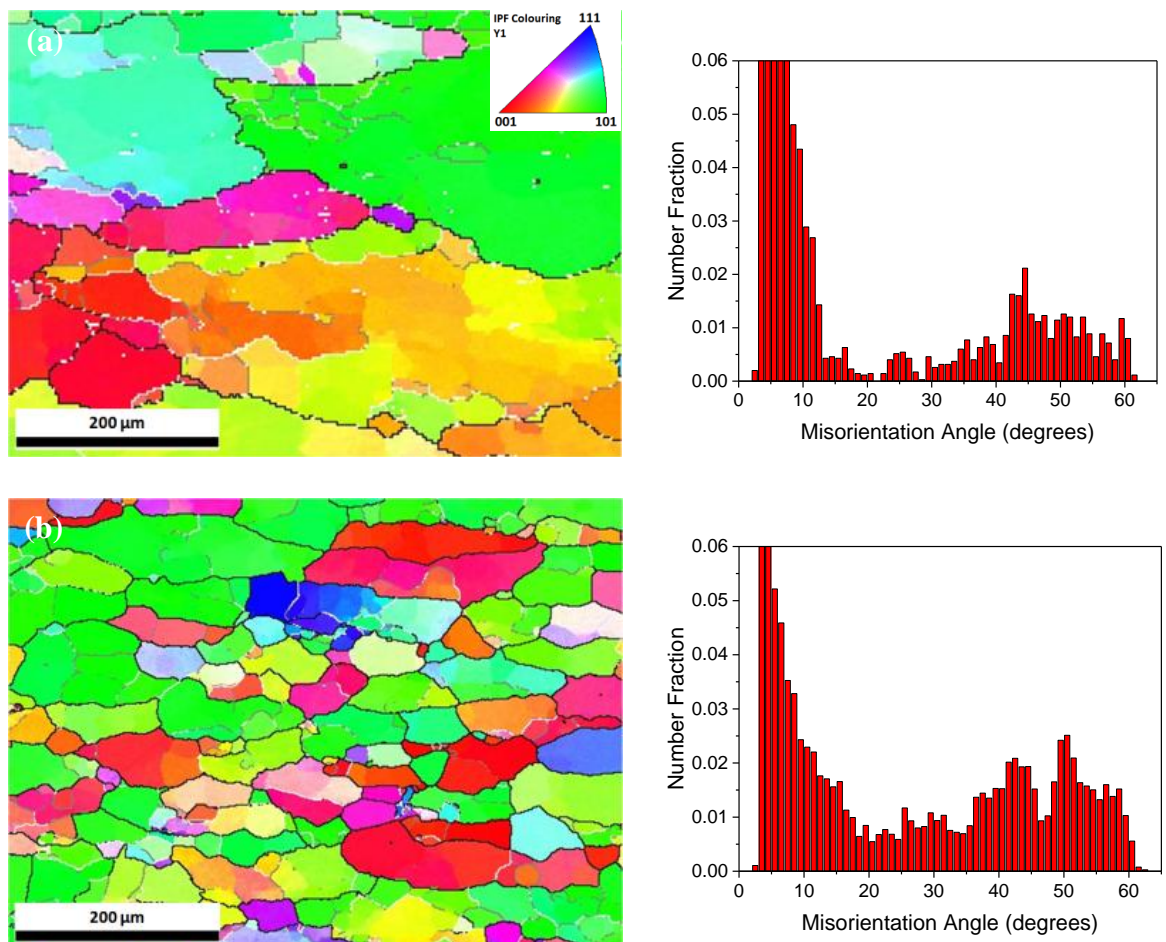 (a)
IPF Colouring 111
Y1
001 101
200 µm
0.06
0.05
0.04
0.03
0.02
0.01
0.00
Number Fraction
0 10 20 30 40 50 60
Misorientation Angle (degrees)
(b)
200 µm
0.06
0.05
0.04
0.03
0.02
0.01
0.00
Number Fraction
0 10 20 30 40 50 60
Misorientation Angle (degrees)